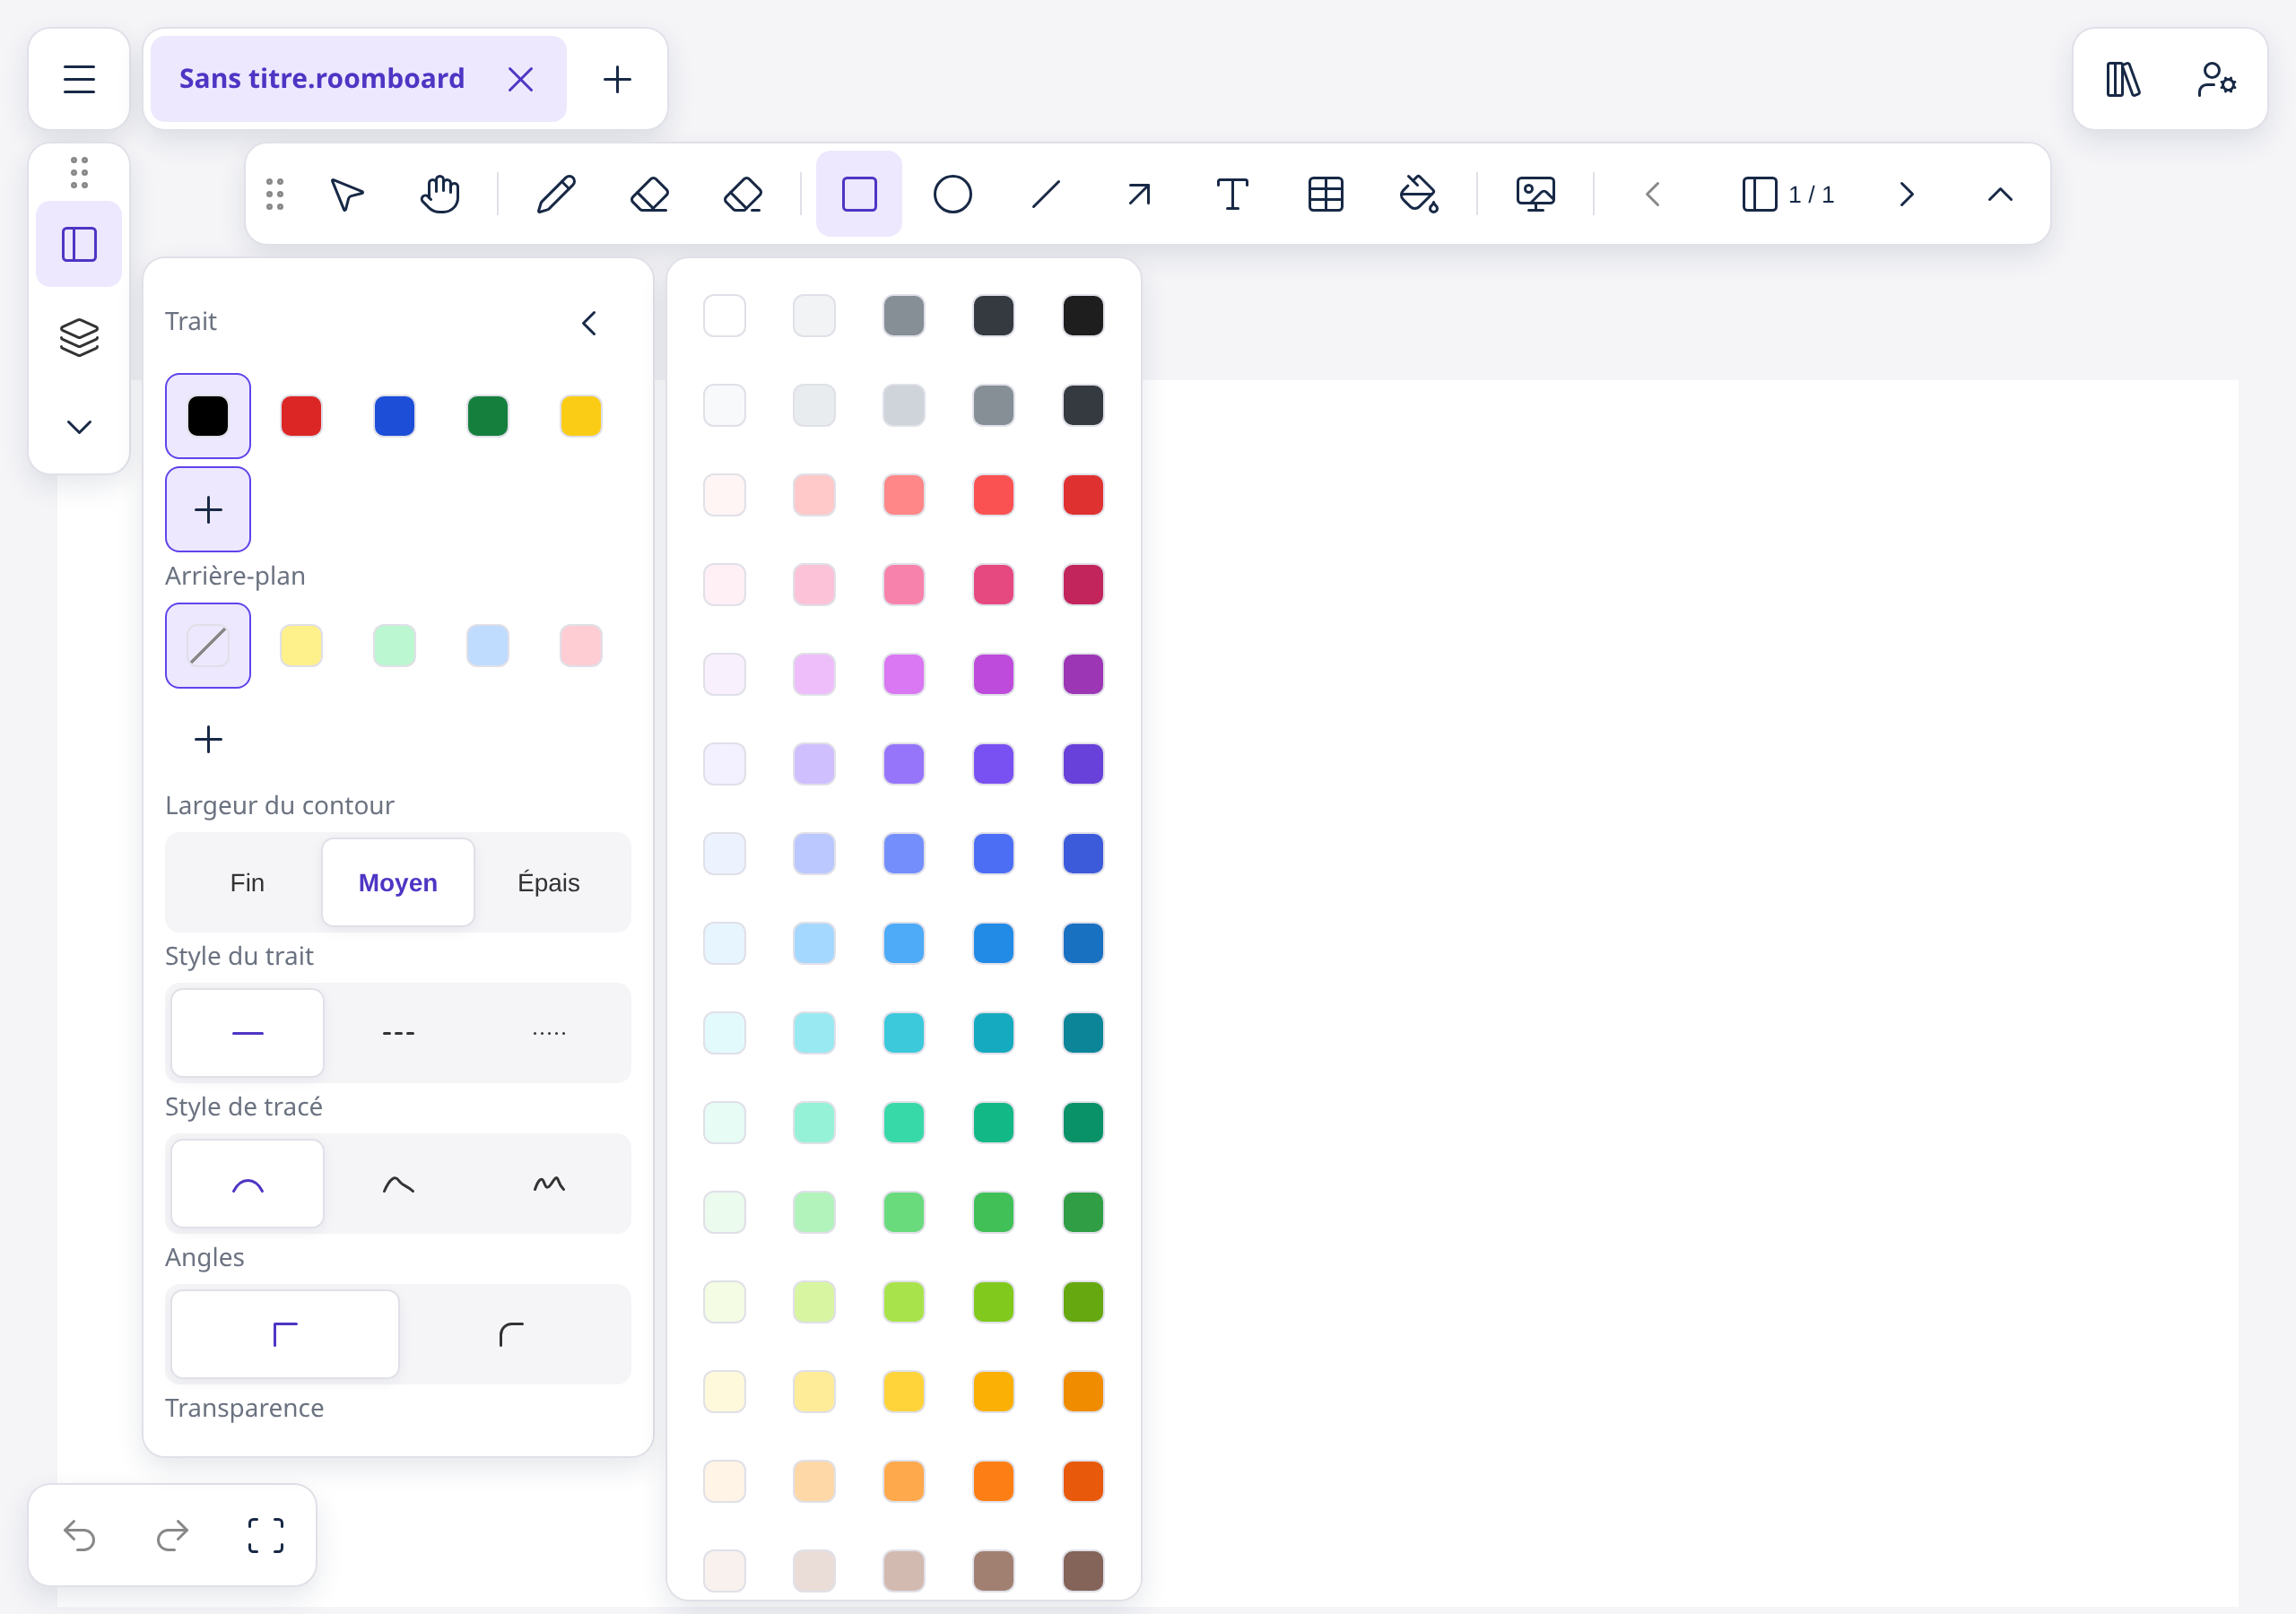 Sans titre.roomboard
1 / 1
Trait
Arrière-plan
Largeur du contour
Fin Moyen Épais
Style du trait
Style de tracé
Angles
Transparence